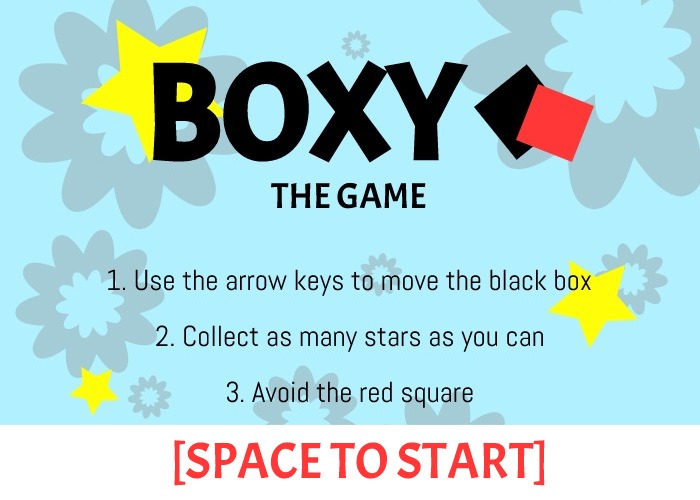 BOXY
THE GAME
1. Use the arrow keys to move the black box
2. Collect as many stars as you can
3. Avoid the red square
[SPACE TO START]